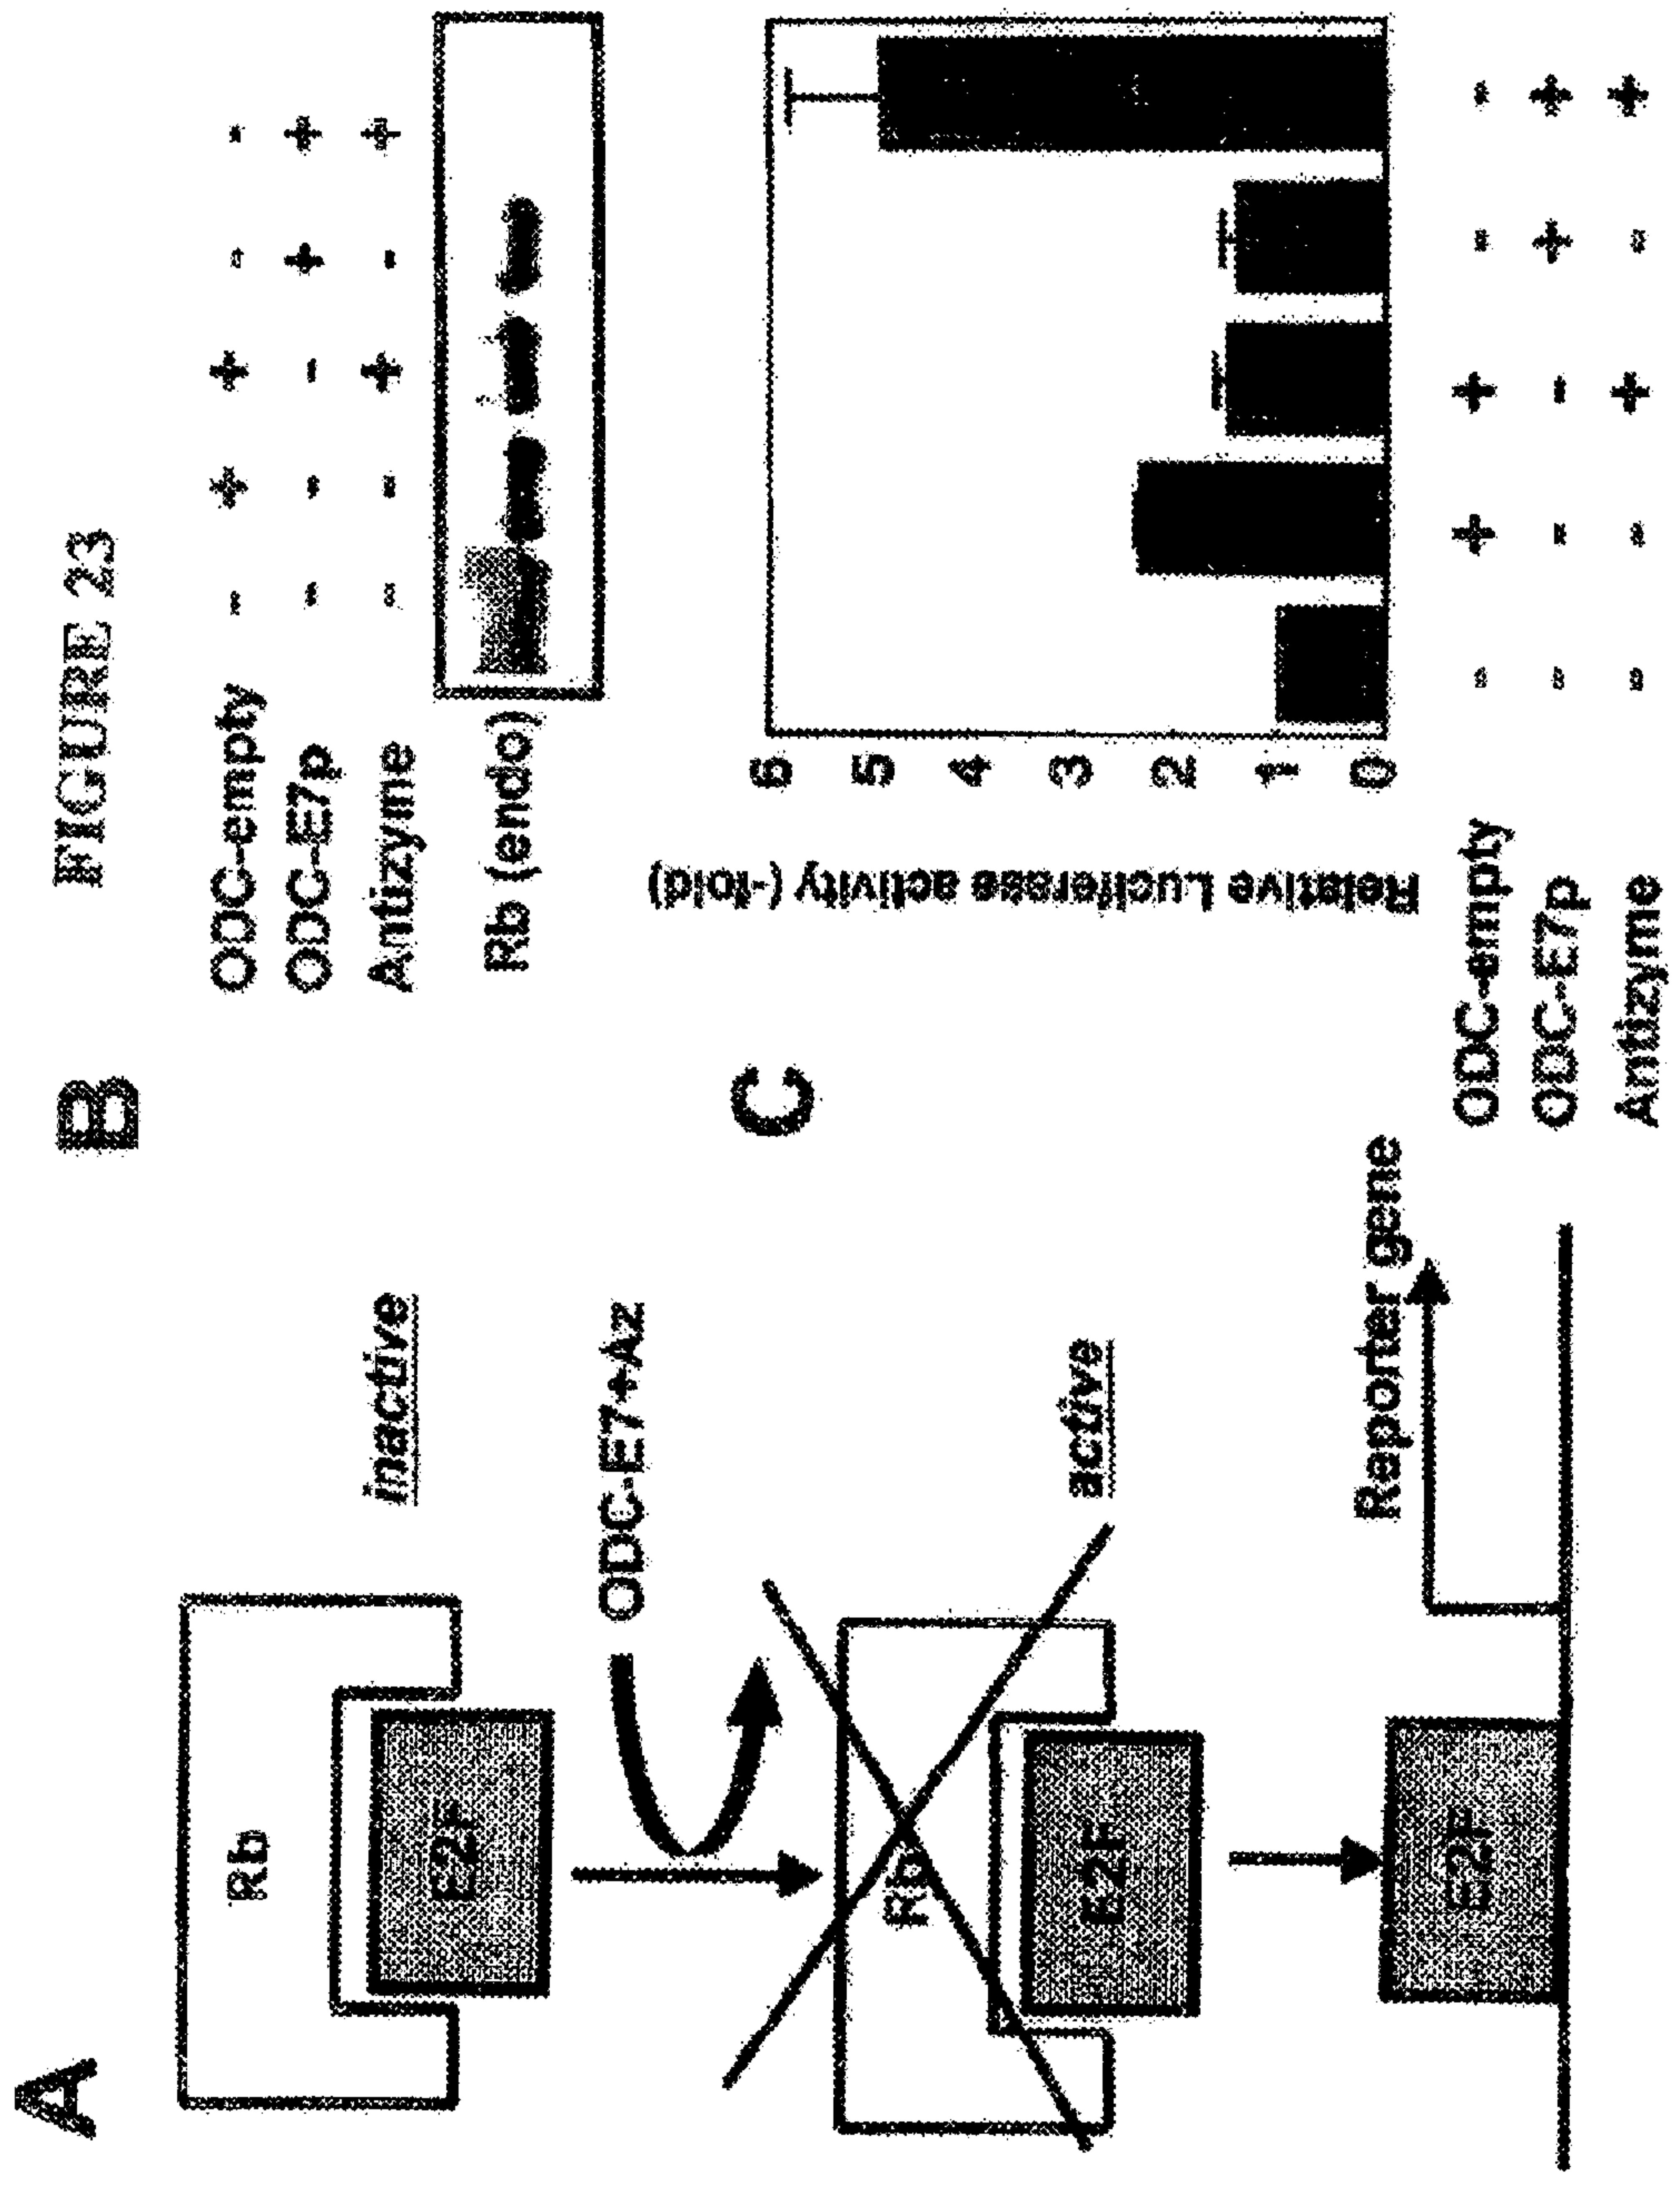 FIGURE 23
A
Rb
E2F
inactive
ODC-E7+Az
Rb
E2F
active
E2F
Reporter gene
B
ODC-empty - + + - -
ODC-E7p - - - + +
Antizyme - - + - +
Rb (endo)
C
Relative Luciferase activity (-fold)
6
5
4
3
2
1
0
ODC-empty - + + - -
ODC-E7p - - - + +
Antizyme - - + - +